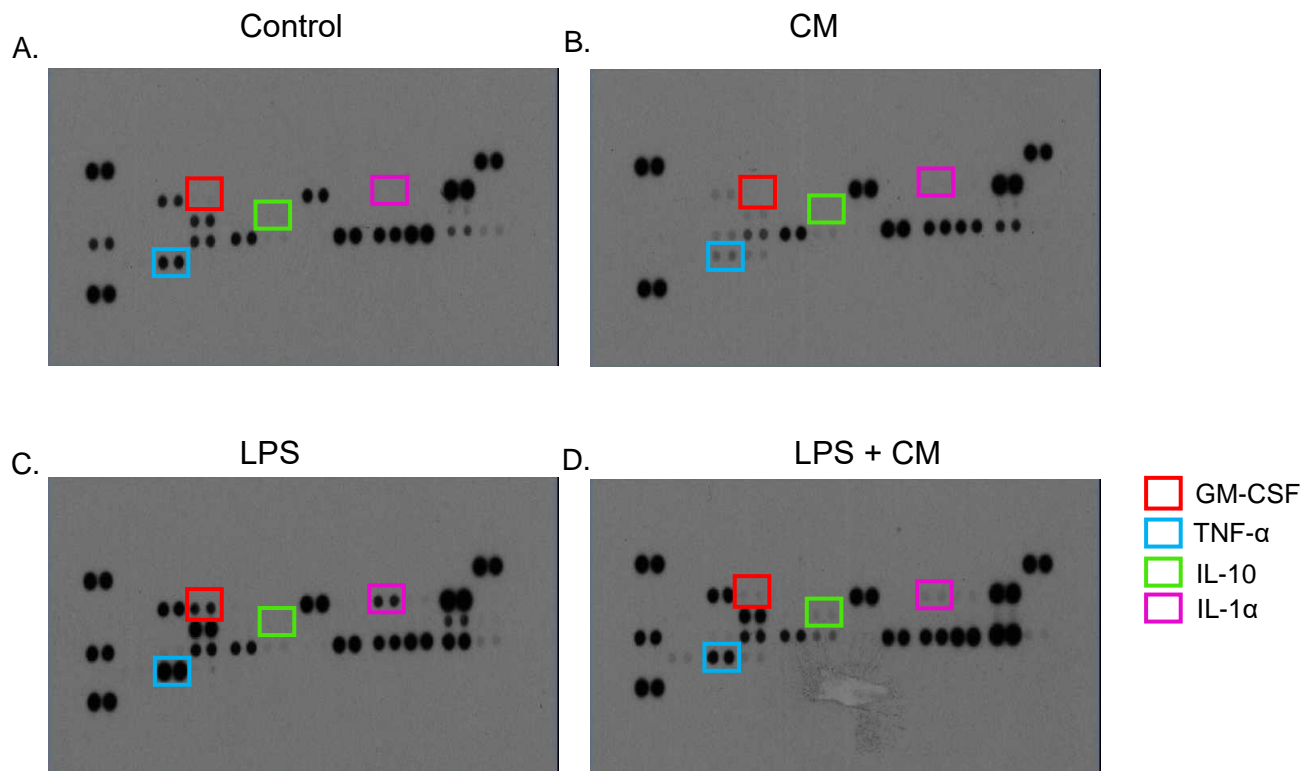 Control
CM
A.
B.
LPS
LPS + CM
C.
D.
GM-CSF
TNF-α
IL-10
IL-1α